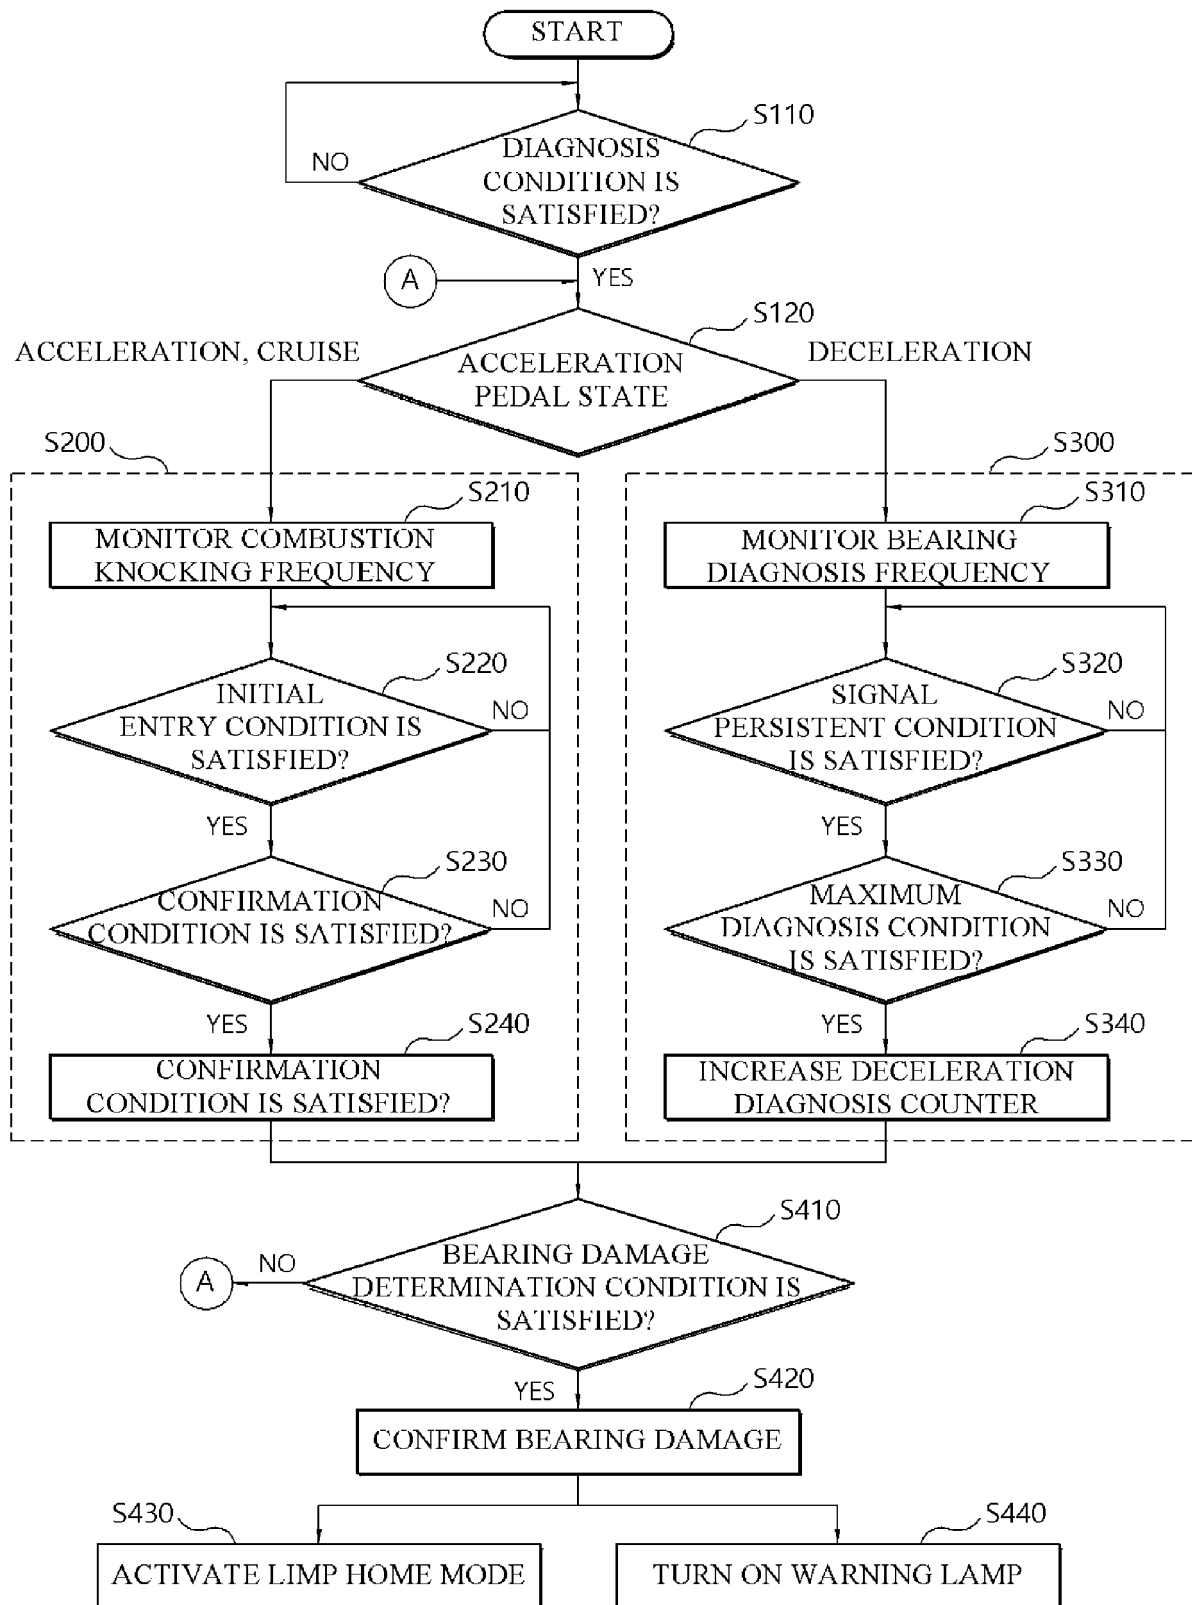 START
S110
DIAGNOSIS
CONDITION IS
SATISFIED?
NO
A
YES
S120
ACCELERATION, CRUISE
DECELERATION
ACCELERATION
PEDAL STATE
S200
S300
S210
MONITOR COMBUSTION
KNOCKING FREQUENCY
S220
INITIAL
ENTRY CONDITION IS
SATISFIED?
NO
YES
S230
CONFIRMATION
CONDITION IS SATISFIED?
NO
YES
S240
CONFIRMATION
CONDITION IS SATISFIED?
S310
MONITOR BEARING
DIAGNOSIS FREQUENCY
S320
SIGNAL
PERSISTENT CONDITION
IS SATISFIED?
NO
YES
S330
MAXIMUM
DIAGNOSIS CONDITION
IS SATISFIED?
NO
YES
S340
INCREASE DECELERATION
DIAGNOSIS COUNTER
S410
BEARING DAMAGE
DETERMINATION CONDITION IS
SATISFIED?
NO
A
YES
S420
CONFIRM BEARING DAMAGE
S430
ACTIVATE LIMP HOME MODE
S440
TURN ON WARNING LAMP